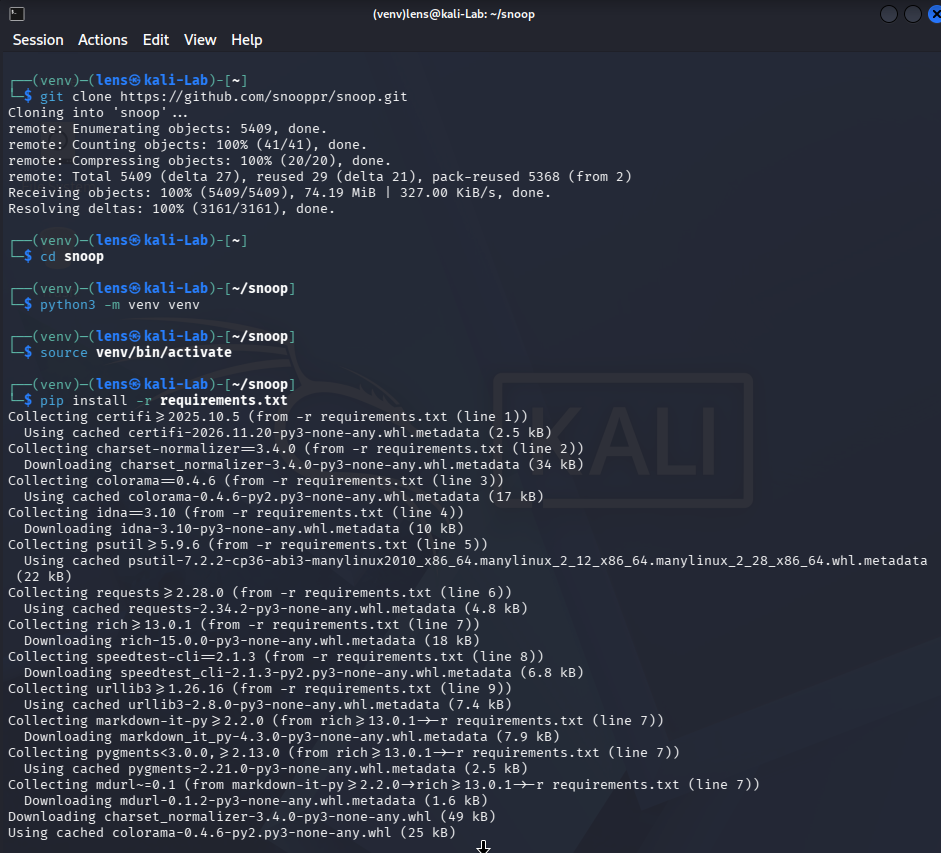 (venv)lens@kali-Lab: ~/snoop
Session Actions Edit View Help
┌──(venv)─(lens㉿kali-Lab)-[~]
└─$ git clone https://github.com/snooppr/snoop.git
Cloning into 'snoop'...
remote: Enumerating objects: 5409, done.
remote: Counting objects: 100% (41/41), done.
remote: Compressing objects: 100% (20/20), done.
remote: Total 5409 (delta 27), reused 29 (delta 21), pack-reused 5368 (from 2)
Receiving objects: 100% (5409/5409), 74.19 MiB | 327.00 KiB/s, done.
Resolving deltas: 100% (3161/3161), done.
┌──(venv)─(lens㉿kali-Lab)-[~]
└─$ cd snoop
┌──(venv)─(lens㉿kali-Lab)-[~/snoop]
└─$ python3 -m venv venv
┌──(venv)─(lens㉿kali-Lab)-[~/snoop]
└─$ source venv/bin/activate
┌──(venv)─(lens㉿kali-Lab)-[~/snoop]
└─$ pip install -r requirements.txt
Collecting certifi>=2025.10.5 (from -r requirements.txt (line 1))
  Using cached certifi-2026.11.20-py3-none-any.whl.metadata (2.5 kB)
Collecting charset-normalizer==3.4.0 (from -r requirements.txt (line 2))
  Downloading charset_normalizer-3.4.0-py3-none-any.whl.metadata (34 kB)
Collecting colorama==0.4.6 (from -r requirements.txt (line 3))
  Using cached colorama-0.4.6-py2.py3-none-any.whl.metadata (17 kB)
Collecting idna==3.10 (from -r requirements.txt (line 4))
  Downloading idna-3.10-py3-none-any.whl.metadata (10 kB)
Collecting psutil>=5.9.6 (from -r requirements.txt (line 5))
  Using cached psutil-7.2.2-cp36-abi3-manylinux2010_x86_64.manylinux_2_12_x86_64.manylinux_2_28_x86_64.whl.metadata
 (22 kB)
Collecting requests>=2.28.0 (from -r requirements.txt (line 6))
  Using cached requests-2.34.2-py3-none-any.whl.metadata (4.8 kB)
Collecting rich>=13.0.1 (from -r requirements.txt (line 7))
  Downloading rich-15.0.0-py3-none-any.whl.metadata (18 kB)
Collecting speedtest-cli==2.1.3 (from -r requirements.txt (line 8))
  Downloading speedtest_cli-2.1.3-py2.py3-none-any.whl.metadata (6.8 kB)
Collecting urllib3>=1.26.16 (from -r requirements.txt (line 9))
  Using cached urllib3-2.8.0-py3-none-any.whl.metadata (7.4 kB)
Collecting markdown-it-py>=2.2.0 (from rich>=13.0.1->-r requirements.txt (line 7))
  Downloading markdown_it_py-4.3.0-py3-none-any.whl.metadata (7.9 kB)
Collecting pygments<3.0.0,>=2.13.0 (from rich>=13.0.1->-r requirements.txt (line 7))
  Using cached pygments-2.21.0-py3-none-any.whl.metadata (2.5 kB)
Collecting mdurl~=0.1 (from markdown-it-py>=2.2.0->rich>=13.0.1->-r requirements.txt (line 7))
  Downloading mdurl-0.1.2-py3-none-any.whl.metadata (1.6 kB)
Downloading charset_normalizer-3.4.0-py3-none-any.whl (49 kB)
Using cached colorama-0.4.6-py2.py3-none-any.whl (25 kB)
KALI